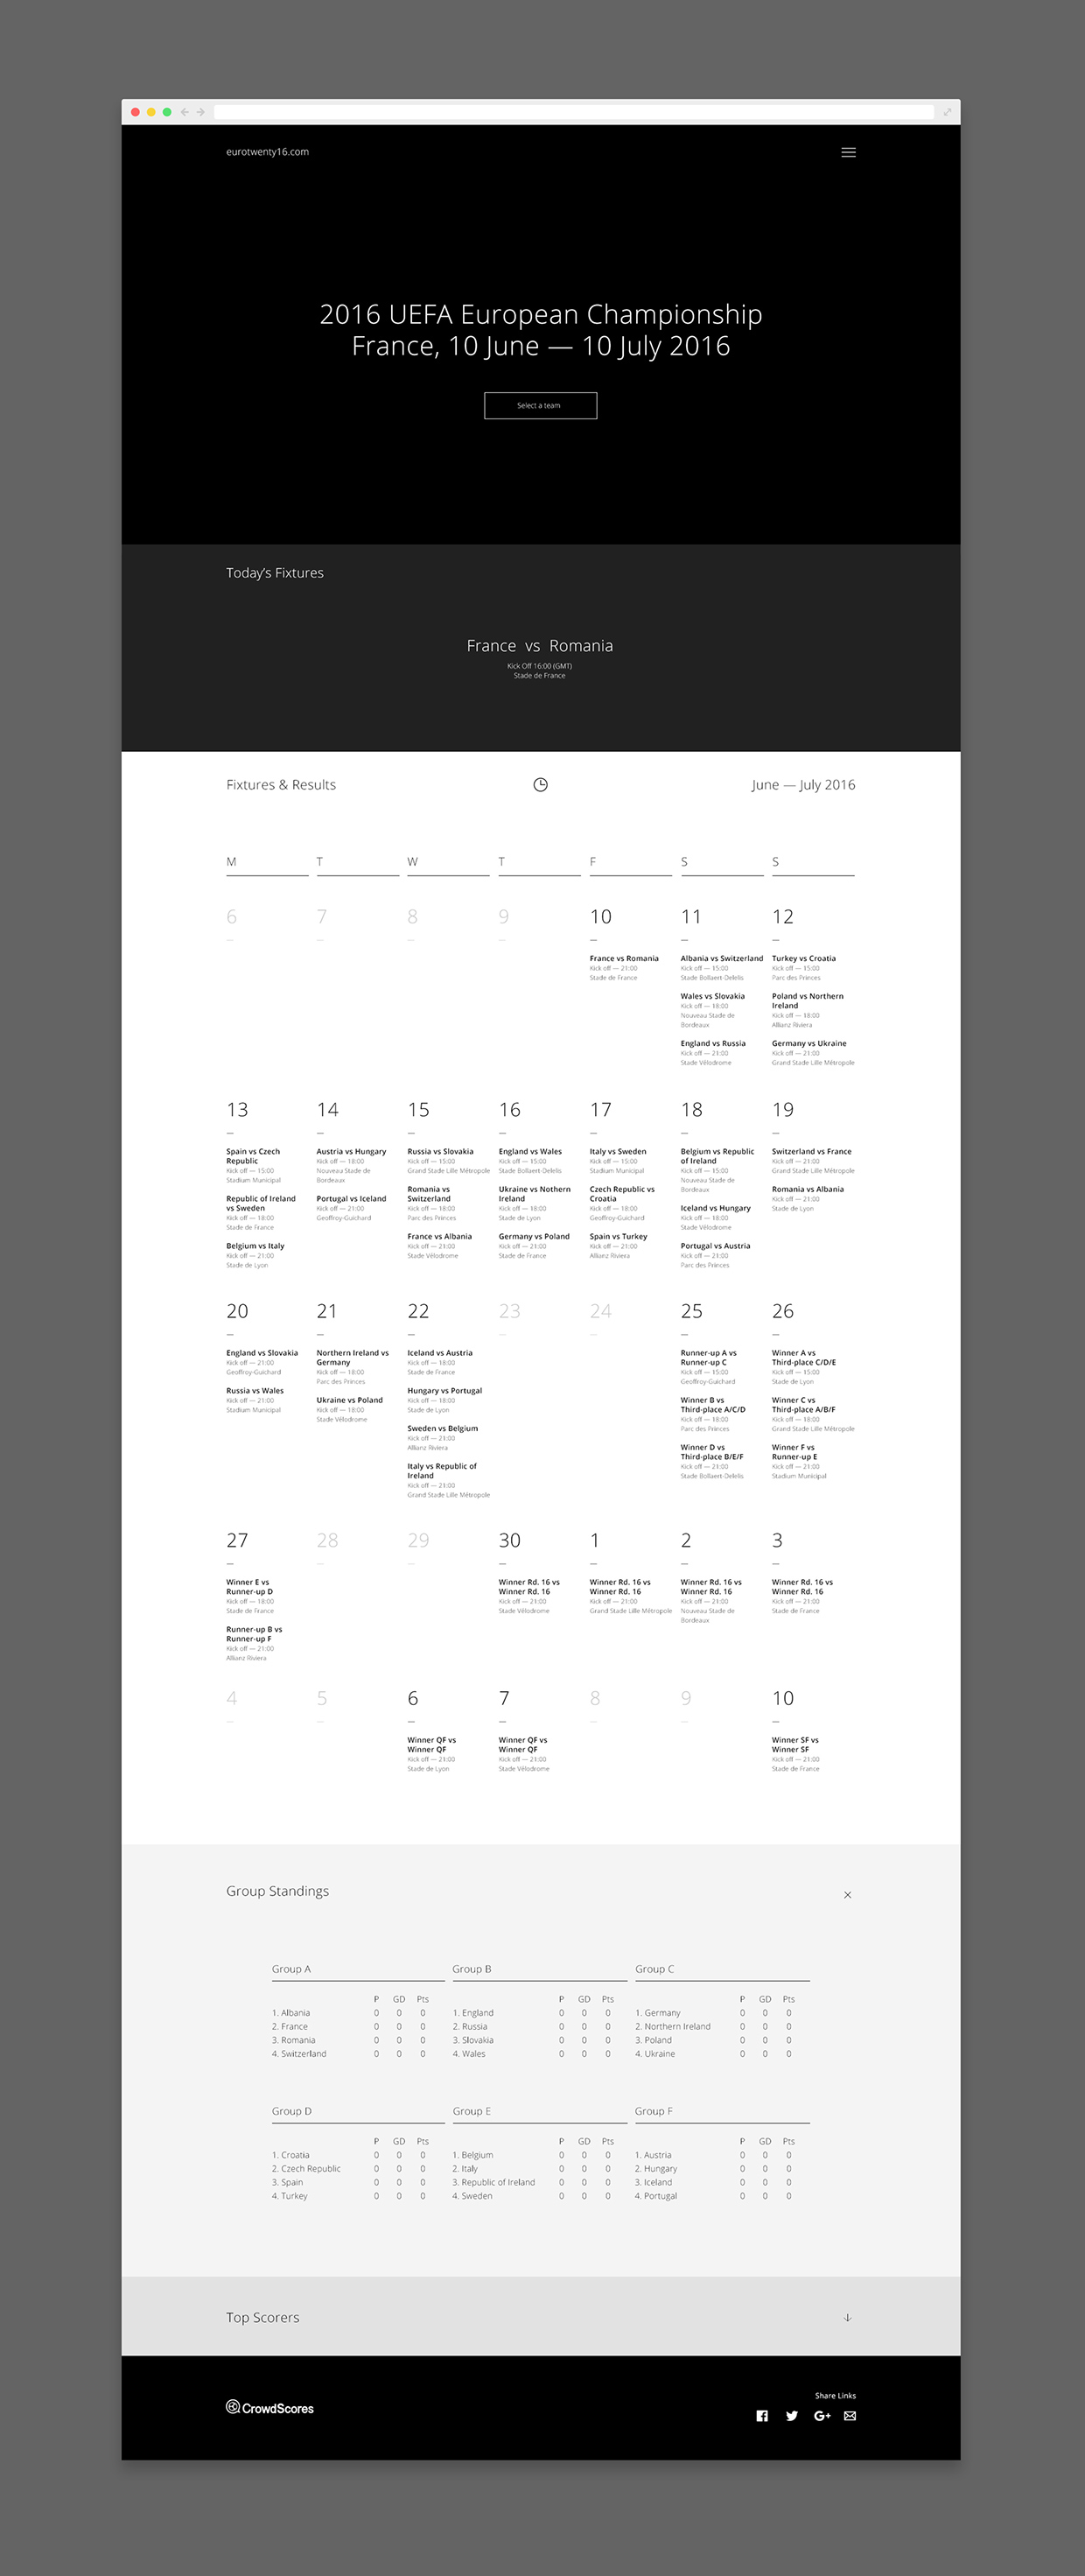 eurotwenty16.com
2016 UEFA European Championship
France, 10 June — 10 July 2016
Select a team
Today's Fixtures
France vs Romania
Kick Off 16:00 (GMT)
Stade de France
Fixtures & Results
June — July 2016
M T W T F S S
6
—
7
—
8
—
9
—
10
—
France vs Romania
Kick off — 21:00
Stade de France
11
—
Albania vs Switzerland
Kick off — 15:00
Stade Bollaert-Delelis
Wales vs Slovakia
Kick off — 18:00
Nouveau Stade de
Bordeaux
England vs Russia
Kick off — 21:00
Stade Vélodrome
12
—
Turkey vs Croatia
Kick off — 15:00
Parc des Princes
Poland vs Northern
Ireland
Kick off — 18:00
Allianz Riviera
Germany vs Ukraine
Kick off — 21:00
Grand Stade Lille Métropole
13
—
Spain vs Czech
Republic
Kick off — 15:00
Stadium Municipal
Republic of Ireland
vs Sweden
Kick off — 18:00
Stade de France
Belgium vs Italy
Kick off — 21:00
Stade de Lyon
14
—
Austria vs Hungary
Kick off — 18:00
Nouveau Stade de
Bordeaux
Portugal vs Iceland
Kick off — 21:00
Geoffroy-Guichard
15
—
Russia vs Slovakia
Kick off — 15:00
Grand Stade Lille Métropole
Romania vs
Switzerland
Kick off — 18:00
Parc des Princes
France vs Albania
Kick off — 21:00
Stade Vélodrome
16
—
England vs Wales
Kick off — 15:00
Stade Bollaert-Delelis
Ukraine vs Nothern
Ireland
Kick off — 18:00
Stade de Lyon
Germany vs Poland
Kick off — 21:00
Stade de France
17
—
Italy vs Sweden
Kick off — 15:00
Stadium Municipal
Czech Republic vs
Croatia
Kick off — 18:00
Geoffroy-Guichard
Spain vs Turkey
Kick off — 21:00
Allianz Riviera
18
—
Belgium vs Republic
of Ireland
Kick off — 15:00
Nouveau Stade de
Bordeaux
Iceland vs Hungary
Kick off — 18:00
Stade Vélodrome
Portugal vs Austria
Kick off — 21:00
Parc des Princes
19
—
Switzerland vs France
Kick off — 21:00
Grand Stade Lille Métropole
Romania vs Albania
Kick off — 21:00
Stade de Lyon
20
—
England vs Slovakia
Kick off — 21:00
Geoffroy-Guichard
Russia vs Wales
Kick off — 21:00
Stadium Municipal
21
—
Northern Ireland vs
Germany
Kick off — 18:00
Parc des Princes
Ukraine vs Poland
Kick off — 18:00
Stade Vélodrome
22
—
Iceland vs Austria
Kick off — 18:00
Stade de France
Hungary vs Portugal
Kick off — 18:00
Stade de Lyon
Sweden vs Belgium
Kick off — 21:00
Allianz Riviera
Italy vs Republic of
Ireland
Kick off — 21:00
Grand Stade Lille Métropole
23
—
24
—
25
—
Runner-up A vs
Runner-up C
Kick off — 15:00
Geoffroy-Guichard
Winner B vs
Third-place A/C/D
Kick off — 18:00
Parc des Princes
Winner D vs
Third-place B/E/F
Kick off — 21:00
Stade Bollaert-Delelis
26
—
Winner A vs
Third-place C/D/E
Kick off — 15:00
Stade de Lyon
Winner C vs
Third-place A/B/F
Kick off — 18:00
Grand Stade Lille Métropole
Winner F vs
Runner-up E
Kick off — 21:00
Stadium Municipal
27
—
Winner E vs
Runner-up D
Kick off — 18:00
Stade de France
Runner-up B vs
Runner-up F
Kick off — 21:00
Allianz Riviera
28
—
29
—
30
—
Winner Rd. 16 vs
Winner Rd. 16
Kick off — 21:00
Stade Vélodrome
1
—
Winner Rd. 16 vs
Winner Rd. 16
Kick off — 21:00
Grand Stade Lille Métropole
2
—
Winner Rd. 16 vs
Winner Rd. 16
Kick off — 21:00
Nouveau Stade de
Bordeaux
3
—
Winner Rd. 16 vs
Winner Rd. 16
Kick off — 21:00
Stade de France
4
—
5
—
6
—
Winner QF vs
Winner QF
Kick off — 21:00
Stade de Lyon
7
—
Winner QF vs
Winner QF
Kick off — 21:00
Stade Vélodrome
8
—
9
—
10
—
Winner SF vs
Winner SF
Kick off — 21:00
Stade de France
Group Standings
Group A
P GD Pts
1. Albania 0 0 0
2. France 0 0 0
3. Romania 0 0 0
4. Switzerland 0 0 0
Group B
P GD Pts
1. England 0 0 0
2. Russia 0 0 0
3. Slovakia 0 0 0
4. Wales 0 0 0
Group C
P GD Pts
1. Germany 0 0 0
2. Northern Ireland 0 0 0
3. Poland 0 0 0
4. Ukraine 0 0 0
Group D
P GD Pts
1. Croatia 0 0 0
2. Czech Republic 0 0 0
3. Spain 0 0 0
4. Turkey 0 0 0
Group E
P GD Pts
1. Belgium 0 0 0
2. Italy 0 0 0
3. Republic of Ireland 0 0 0
4. Sweden 0 0 0
Group F
P GD Pts
1. Austria 0 0 0
2. Hungary 0 0 0
3. Iceland 0 0 0
4. Portugal 0 0 0
Top Scorers
CrowdScores
Share Links
G+